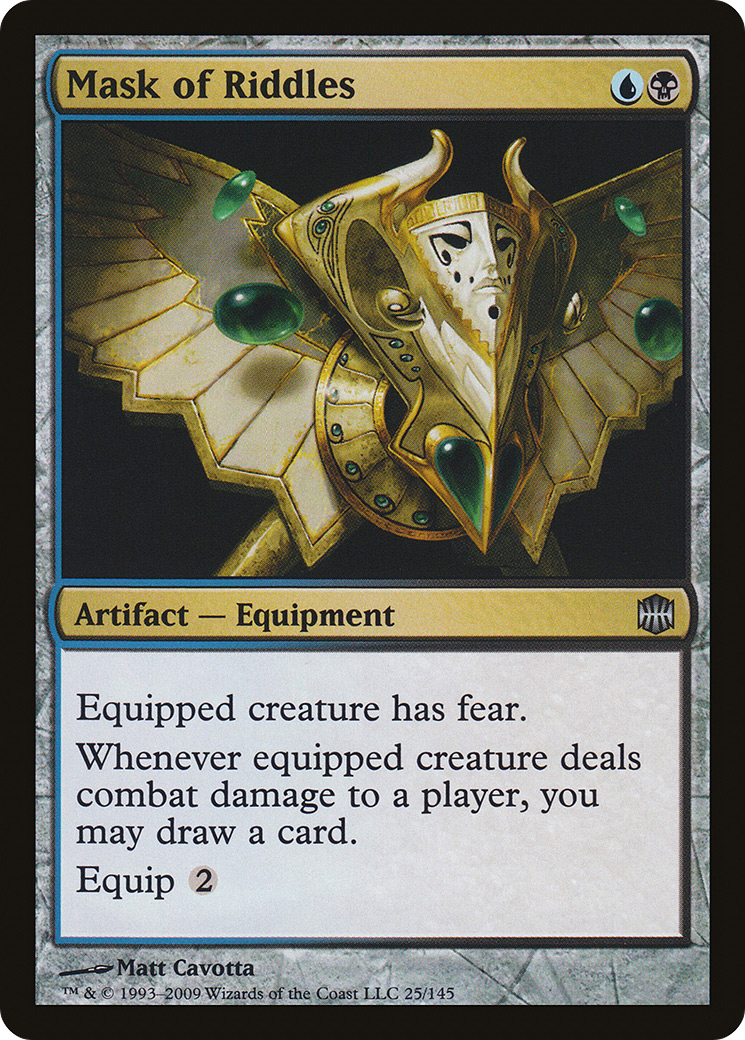 Mask of Riddles
Artifact — Equipment
Equipped creature has fear.
Whenever equipped creature deals
combat damage to a player, you
may draw a card.
Equip 2
Matt Cavotta
™ & © 1993–2009 Wizards of the Coast LLC 25/145